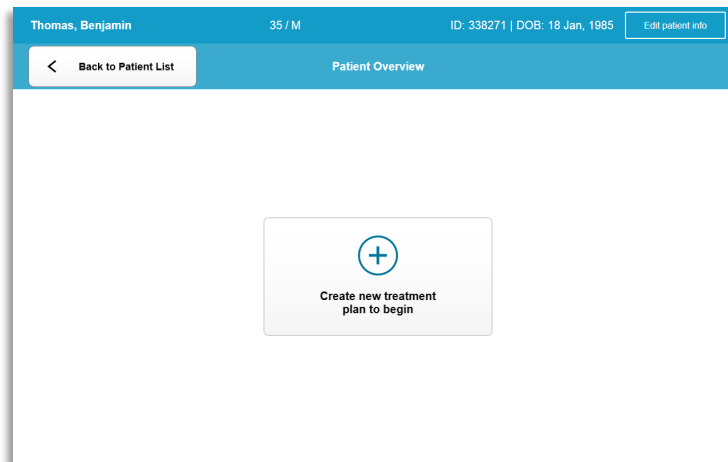 Thomas, Benjamin 35 / M ID: 338271 | DOB: 18 Jan, 1985 Edit patient info
Back to Patient List Patient Overview
Create new treatment
plan to begin